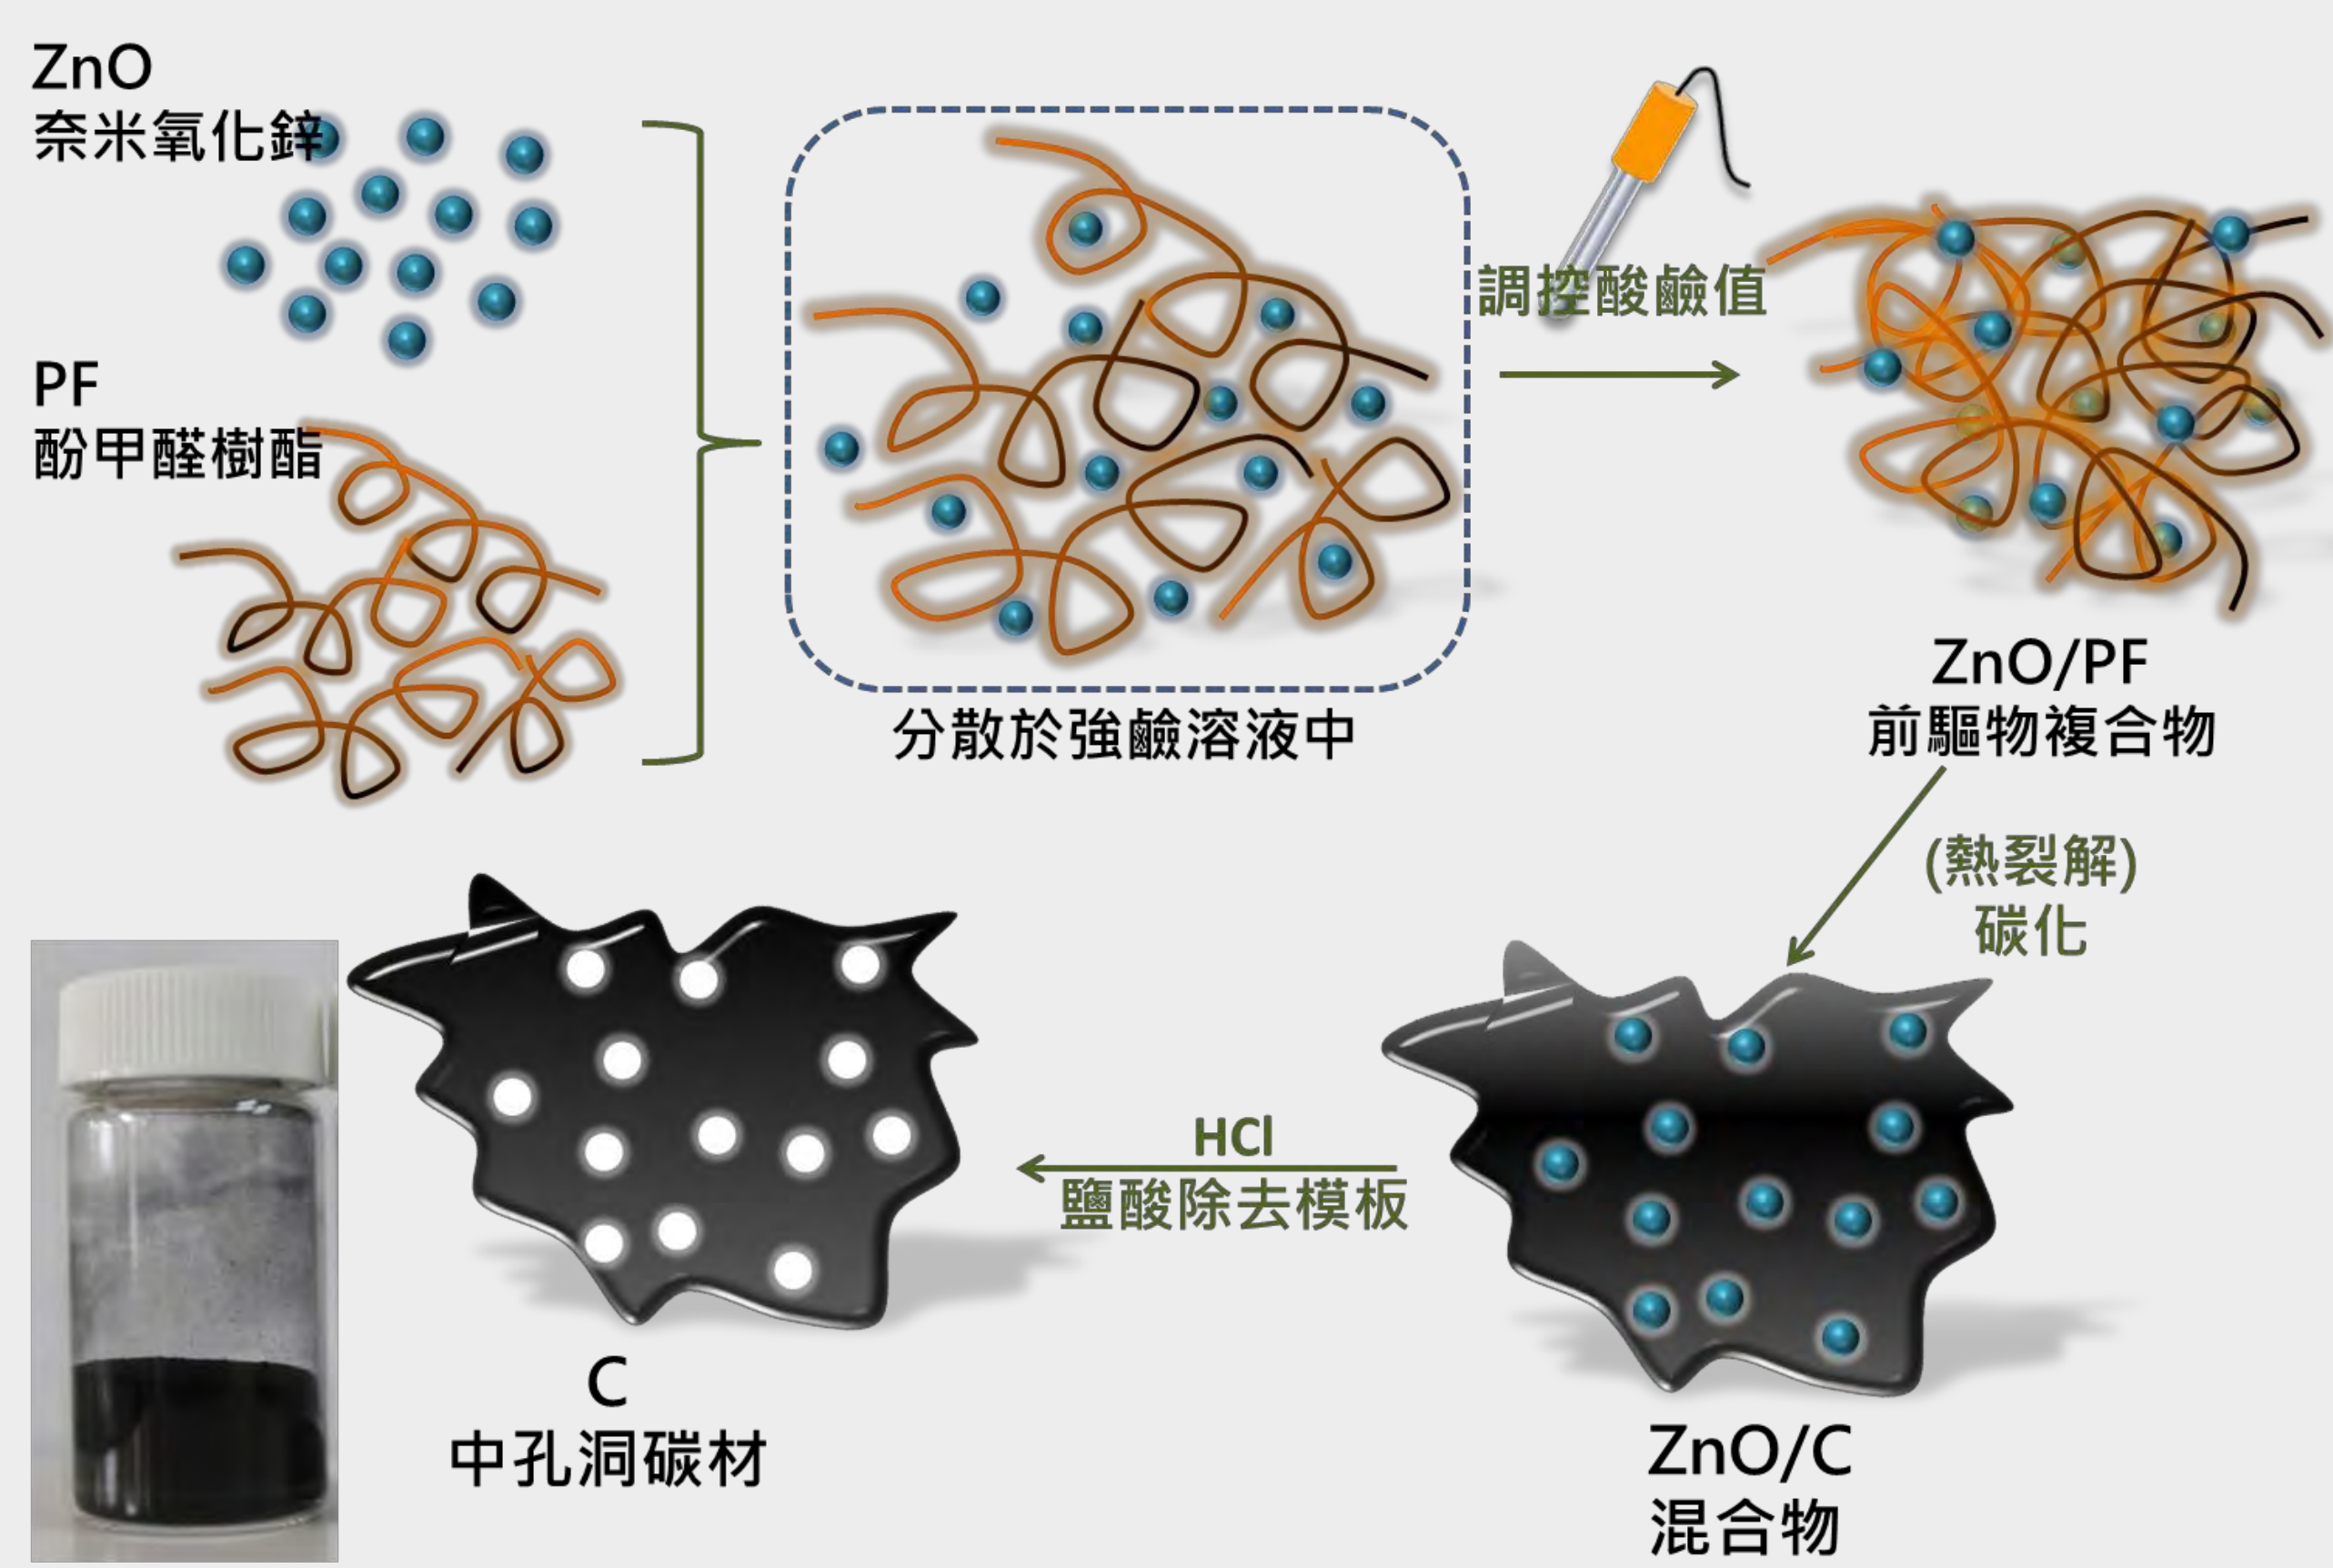 ZnO
奈米氧化鋅
PF
酚甲醛樹酯
分散於強鹼溶液中
調控酸鹼值
ZnO/PF
前驅物複合物
(熱裂解)
碳化
ZnO/C
混合物
HCl
鹽酸除去模板
C
中孔洞碳材